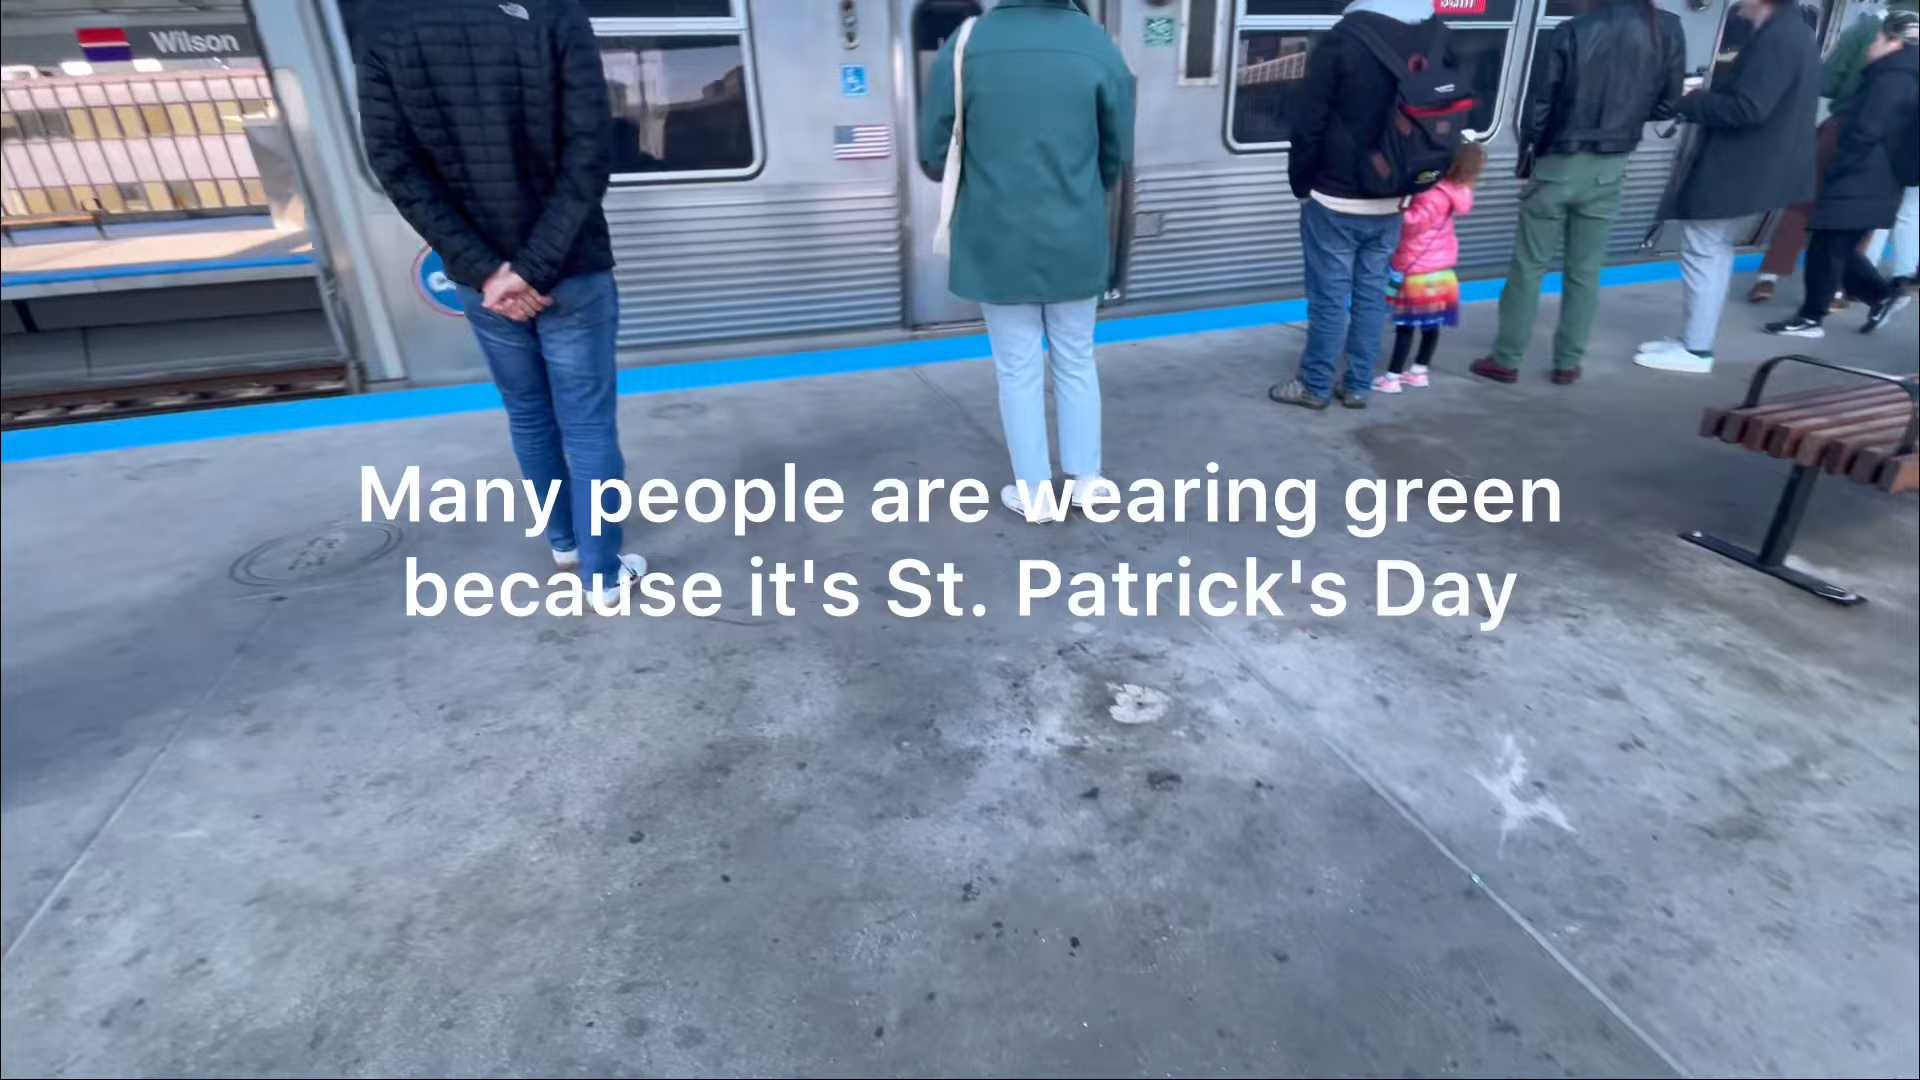 Wilson
Many people are wearing green
because it's St. Patrick's Day